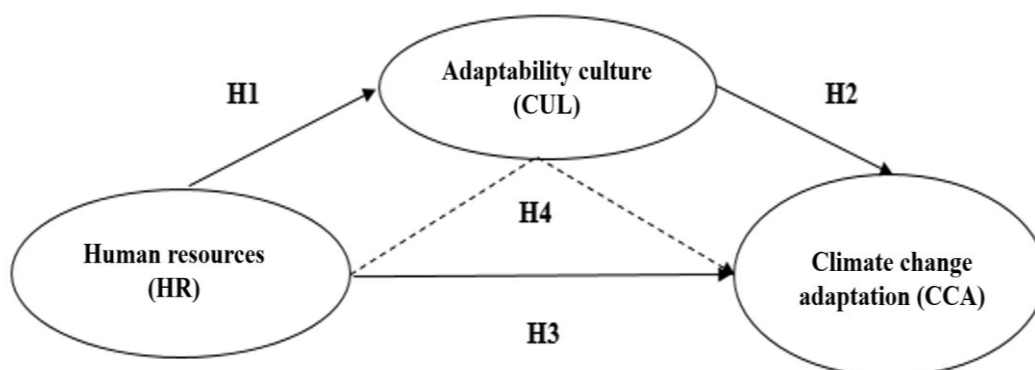 Adaptability culture
(CUL)
H1
H2
H4
Human resources
(HR)
Climate change
adaptation (CCA)
H3